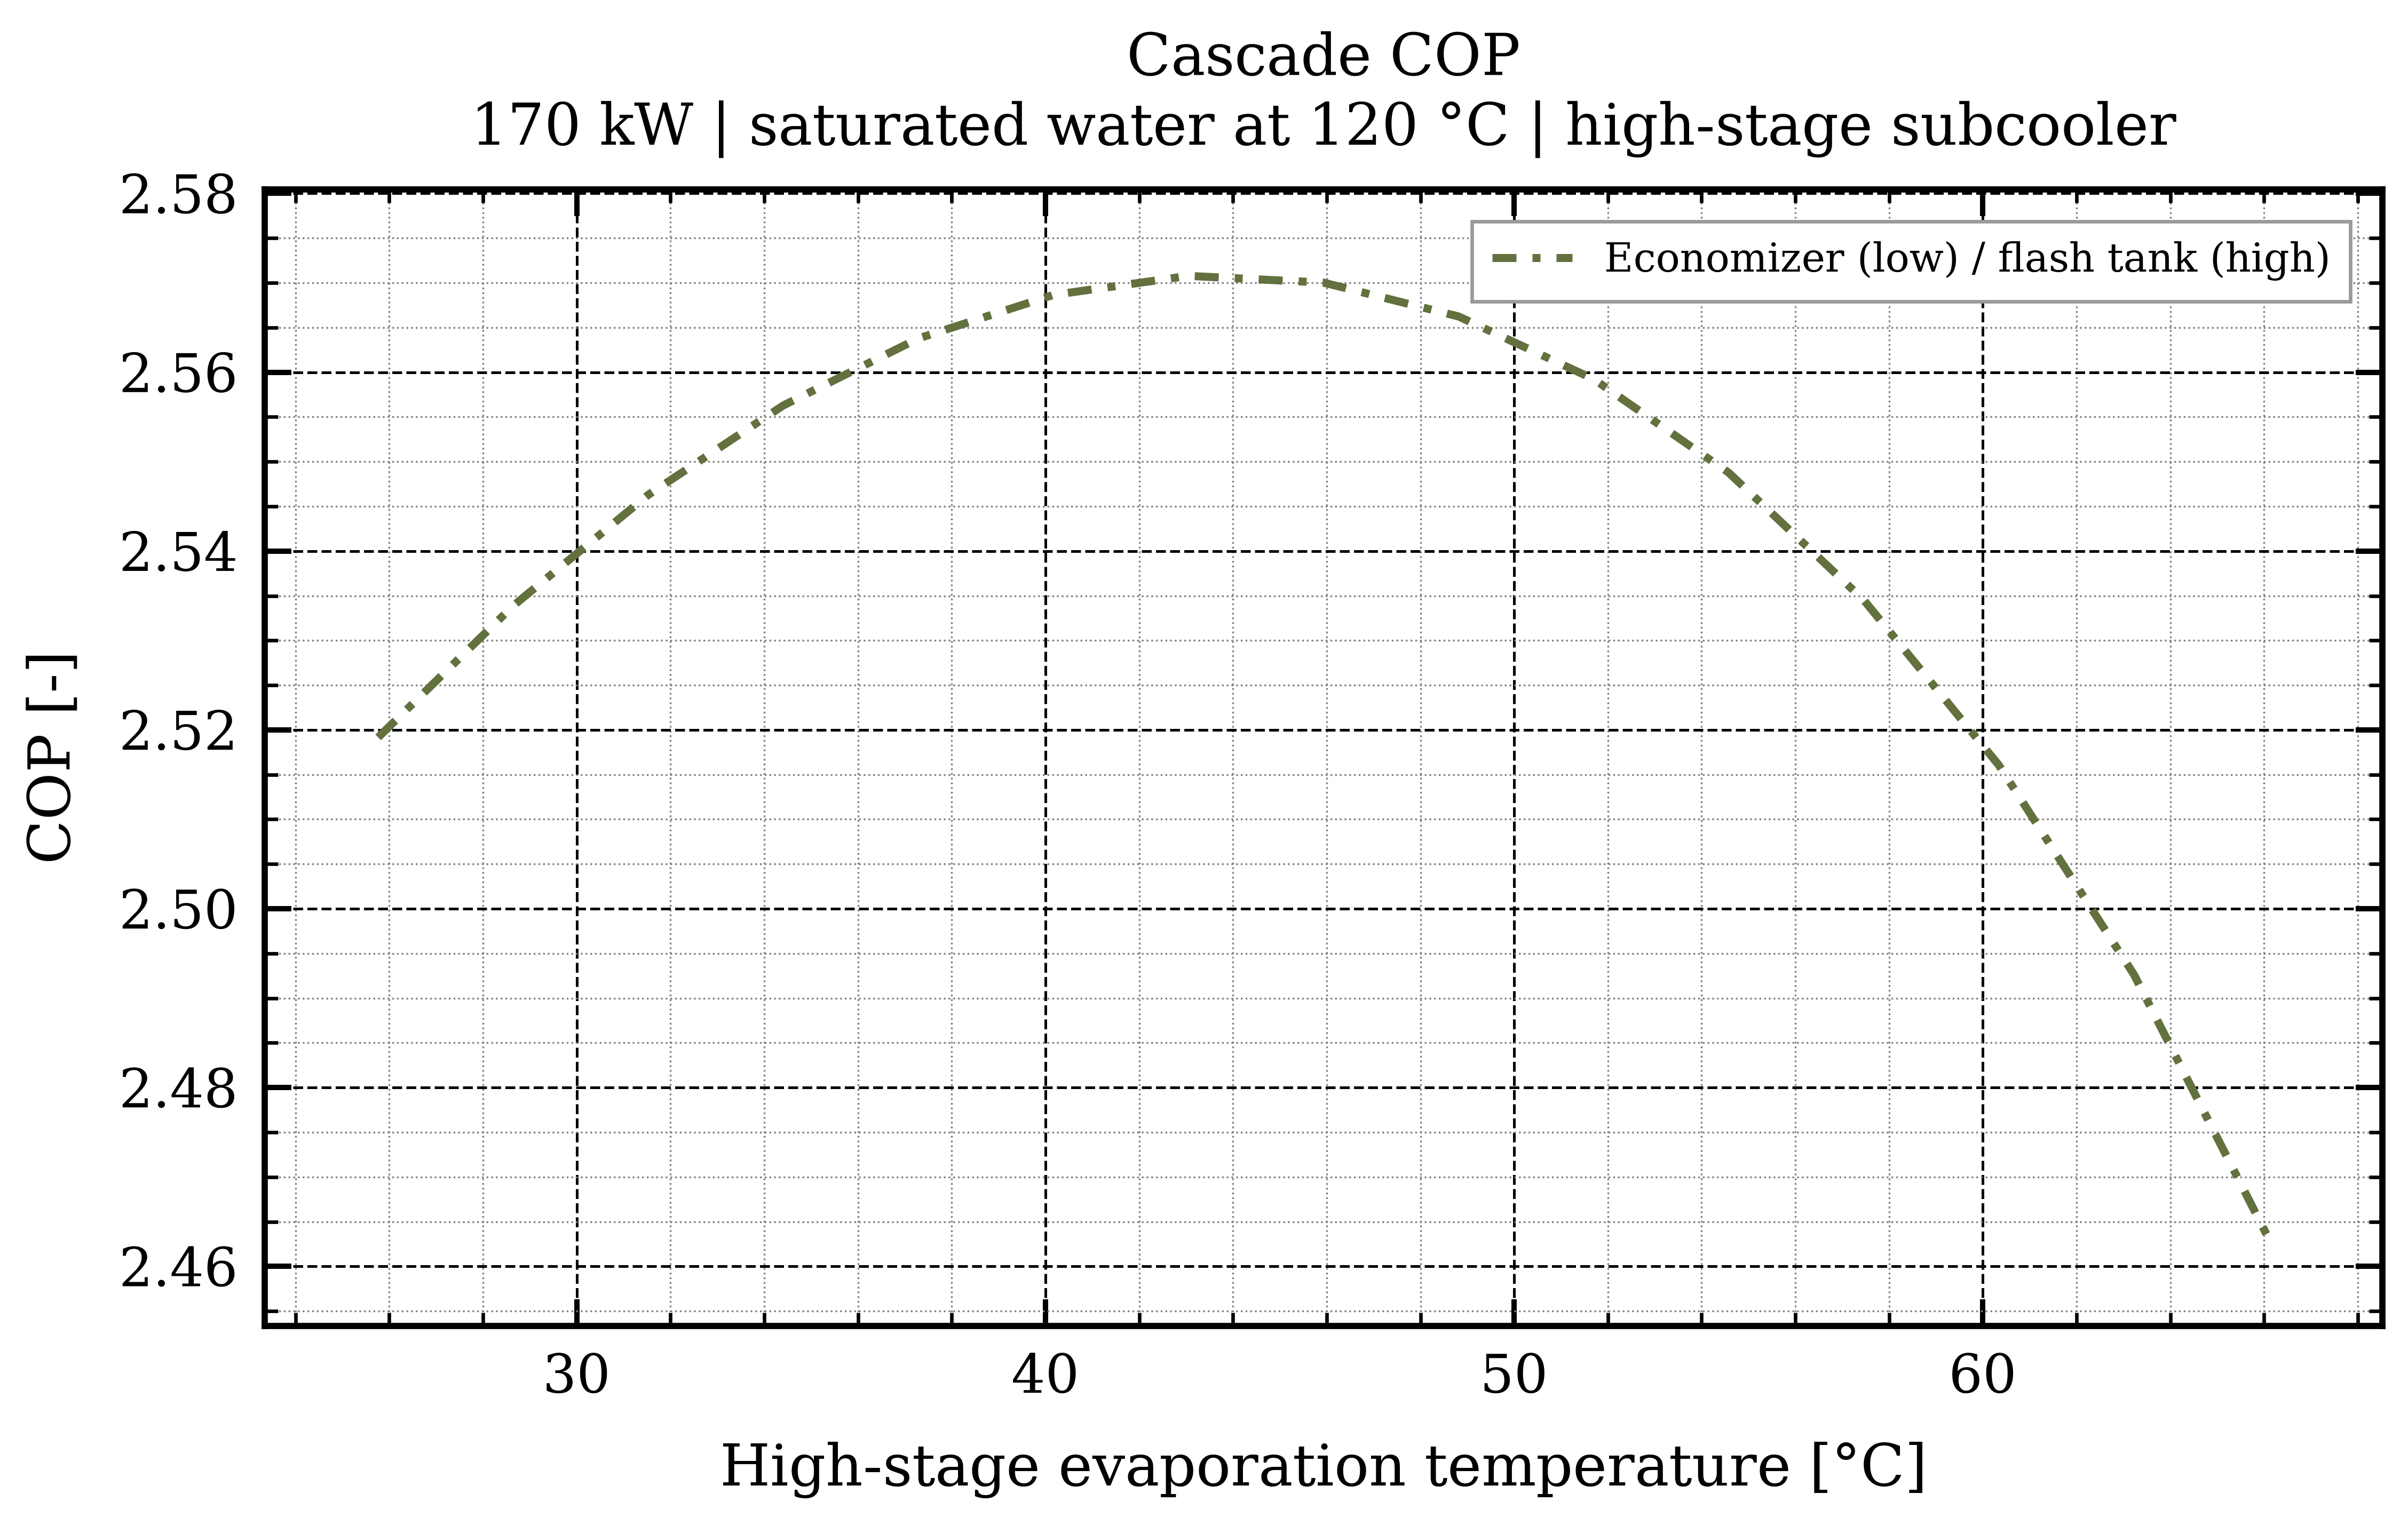 Cascade COP
170 kW | saturated water at 120 °C | high-stage subcooler
Economizer (low) / flash tank (high)
COP [-]
2.58
2.56
2.54
2.52
2.50
2.48
2.46
30 40 50 60
High-stage evaporation temperature [°C]